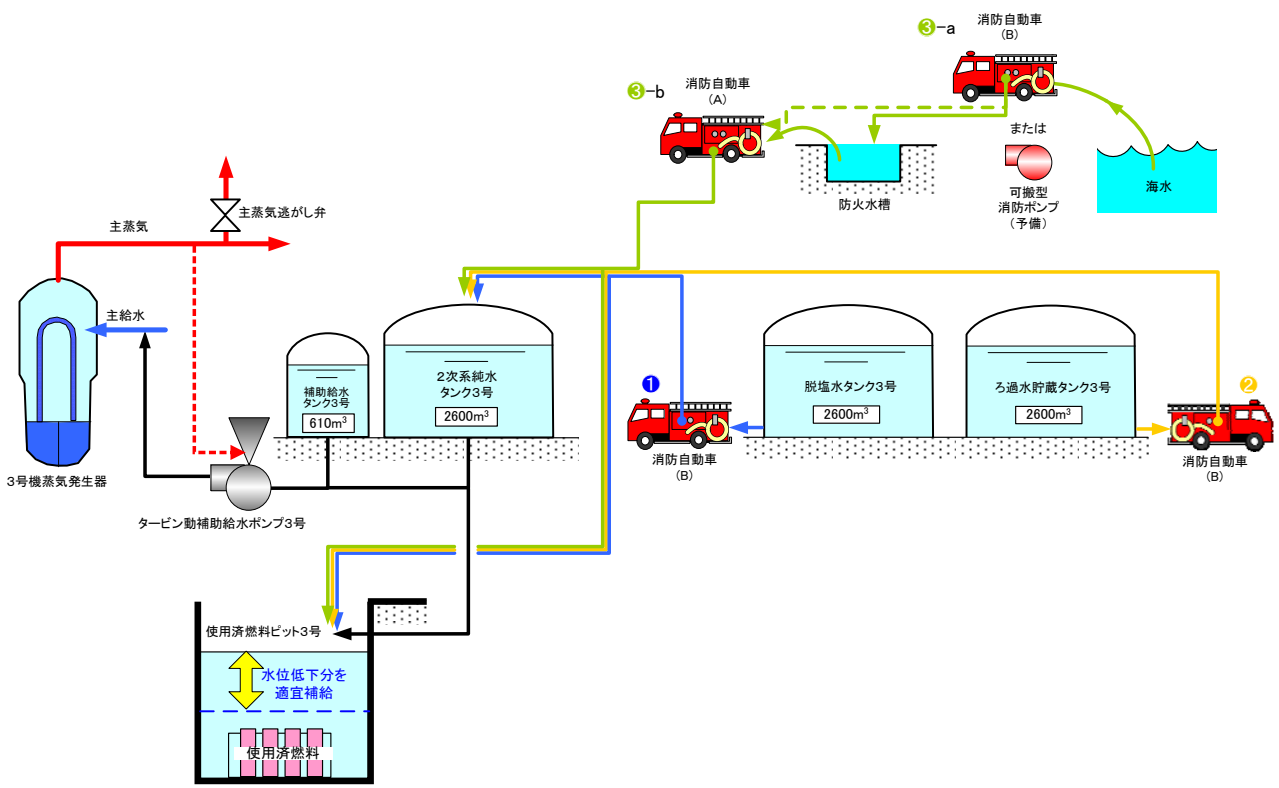 ❸-a
消防自動車
(B)
❸-b
消防自動車
(A)
または
可搬型
消防ポンプ
(予備)
海水
防火水槽
主蒸気逃がし弁
主蒸気
主給水
3号機蒸気発生器
補助給水
タンク3号
610m³
2次系純水
タンク3号
2600m³
❶
消防自動車
(B)
脱塩水タンク3号
2600m³
ろ過水貯蔵タンク3号
2600m³
❷
消防自動車
(B)
タービン動補助給水ポンプ3号
使用済燃料ピット3号
水位低下分を
適宜補給
使用済燃料